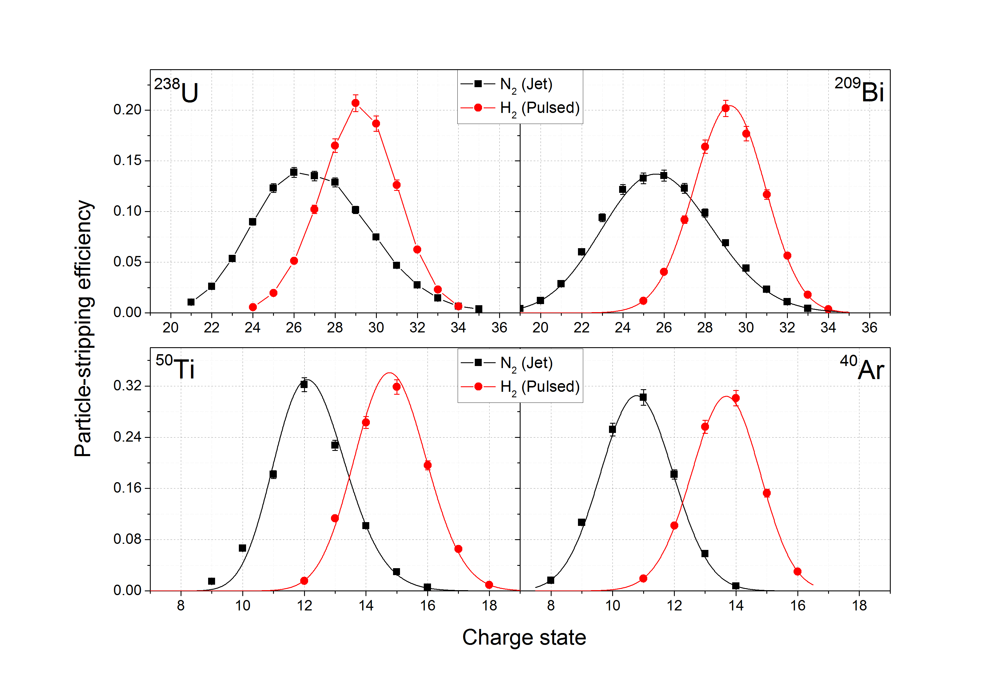 Particle-stripping efficiency
²³⁸U
N₂ (Jet)
H₂ (Pulsed)
²⁰⁹Bi
0.20
0.15
0.10
0.05
0.00
20 22 24 26 28 30 32 34 36 20 22 24 26 28 30 32 34 36
⁵⁰Ti
N₂ (Jet)
H₂ (Pulsed)
⁴⁰Ar
0.32
0.24
0.16
0.08
0.00
8 10 12 14 16 18 8 10 12 14 16 18
Charge state